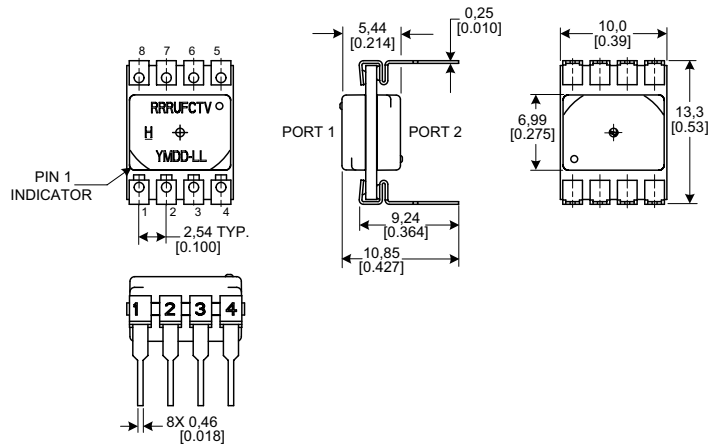 8 7 6 5
RRRUFCTV
H
YMDD-LL
PIN 1
INDICATOR
1 2 3 4
2,54 TYP.
[0.100]
5,44
[0.214]
0,25
[0.010]
PORT 1
PORT 2
9,24
[0.364]
10,85
[0.427]
10,0
[0.39]
6,99
[0.275]
13,3
[0.53]
1 2 3 4
8X 0,46
[0.018]